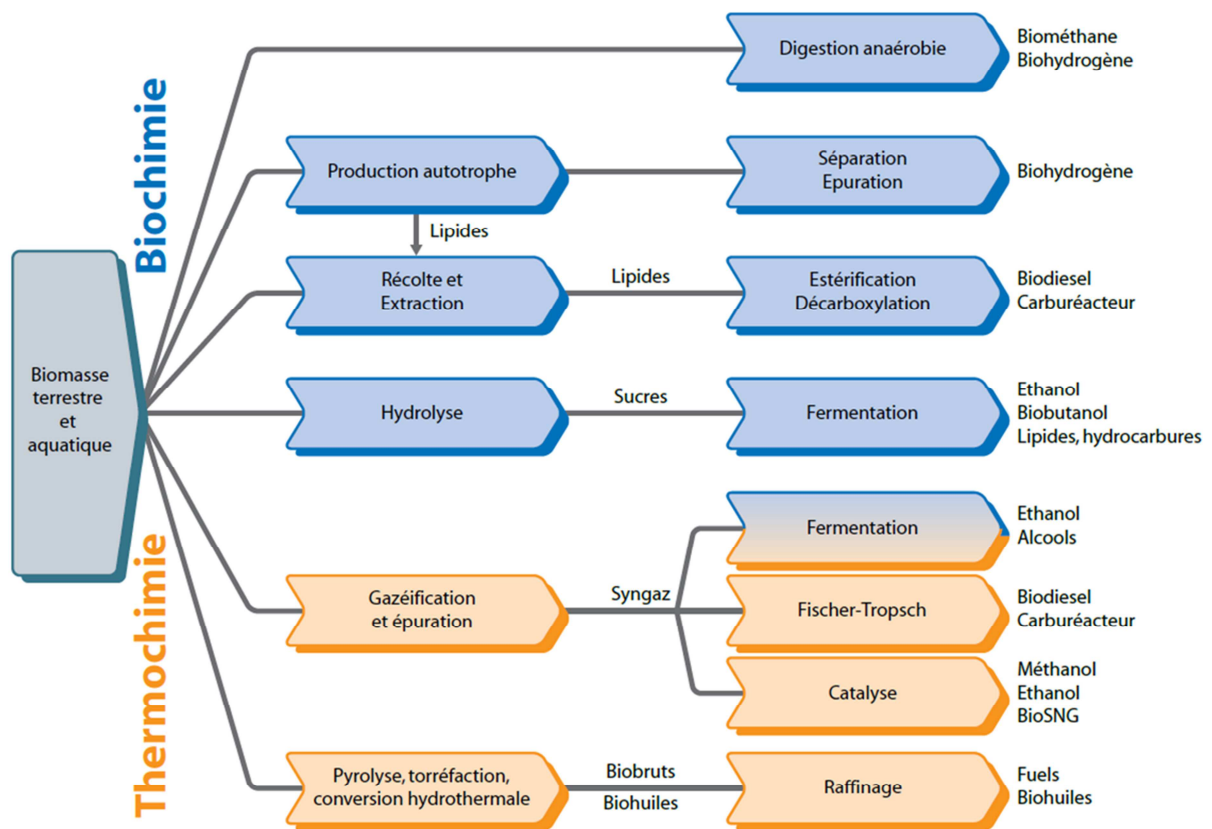 Biochimie
Thermochimie
Biomasse
terrestre
et
aquatique
Digestion anaérobie
Biométhane
Biohydrogène
Production autotrophe
Séparation
Epuration
Biohydrogène
Lipides
Récolte et
Extraction
Lipides
Estérification
Décarboxylation
Biodiesel
Carburéacteur
Hydrolyse
Sucres
Fermentation
Ethanol
Biobutanol
Lipides, hydrocarbures
Gazéification
et épuration
Syngaz
Fermentation
Ethanol
Alcools
Fischer-Tropsch
Biodiesel
Carburéacteur
Catalyse
Méthanol
Ethanol
BioSNG
Pyrolyse, torréfaction,
conversion hydrothermale
Biobruts
Biohuiles
Raffinage
Fuels
Biohuiles